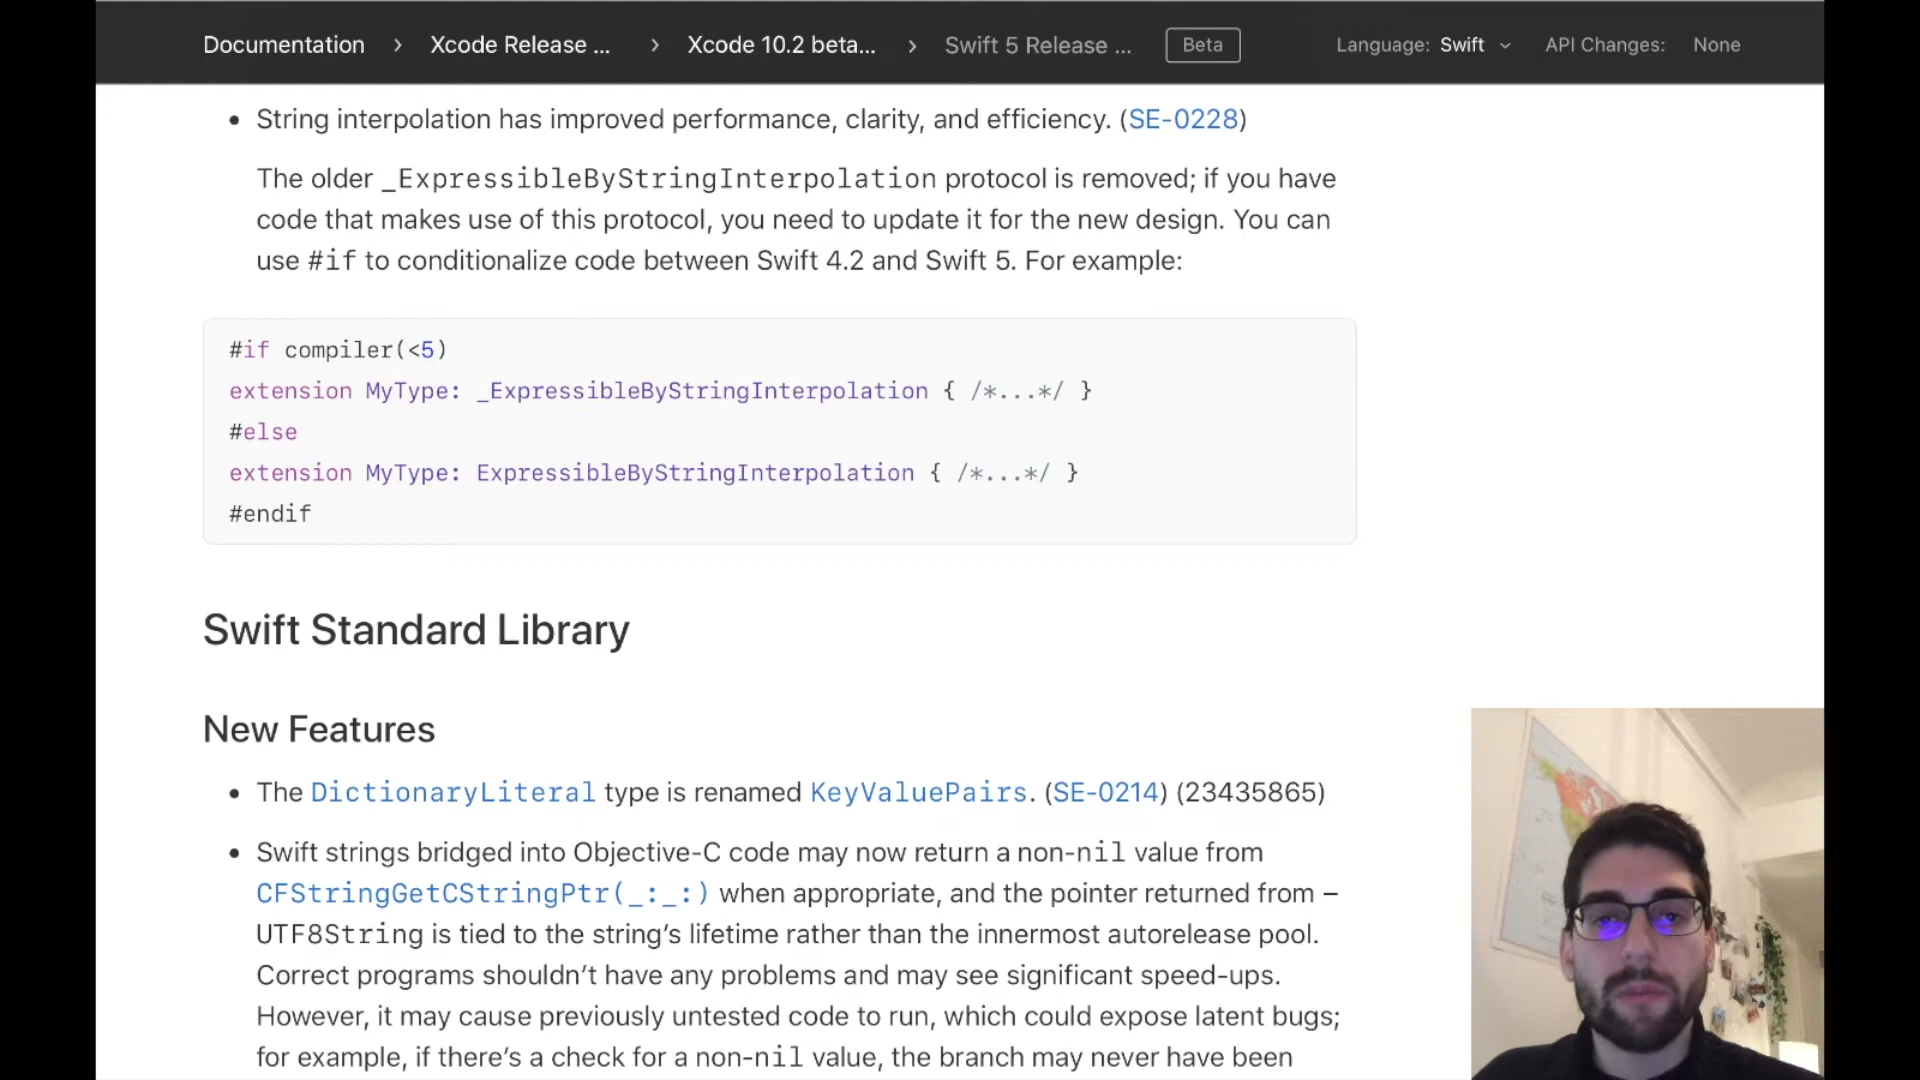 Documentation › Xcode Release ... › Xcode 10.2 beta... › Swift 5 Release ... Beta Language: Swift API Changes: None
• String interpolation has improved performance, clarity, and efficiency. (SE-0228)
The older _ExpressibleByStringInterpolation protocol is removed; if you have
code that makes use of this protocol, you need to update it for the new design. You can
use #if to conditionalize code between Swift 4.2 and Swift 5. For example:
#if compiler(<5)
extension MyType: _ExpressibleByStringInterpolation { /*...*/ }
#else
extension MyType: ExpressibleByStringInterpolation { /*...*/ }
#endif
Swift Standard Library
New Features
• The DictionaryLiteral type is renamed KeyValuePairs. (SE-0214) (23435865)
• Swift strings bridged into Objective-C code may now return a non-nil value from
CFStringGetCStringPtr(_:_:) when appropriate, and the pointer returned from –
UTF8String is tied to the string’s lifetime rather than the innermost autorelease pool.
Correct programs shouldn’t have any problems and may see significant speed-ups.
However, it may cause previously untested code to run, which could expose latent bugs;
for example, if there’s a check for a non-nil value, the branch may never have been